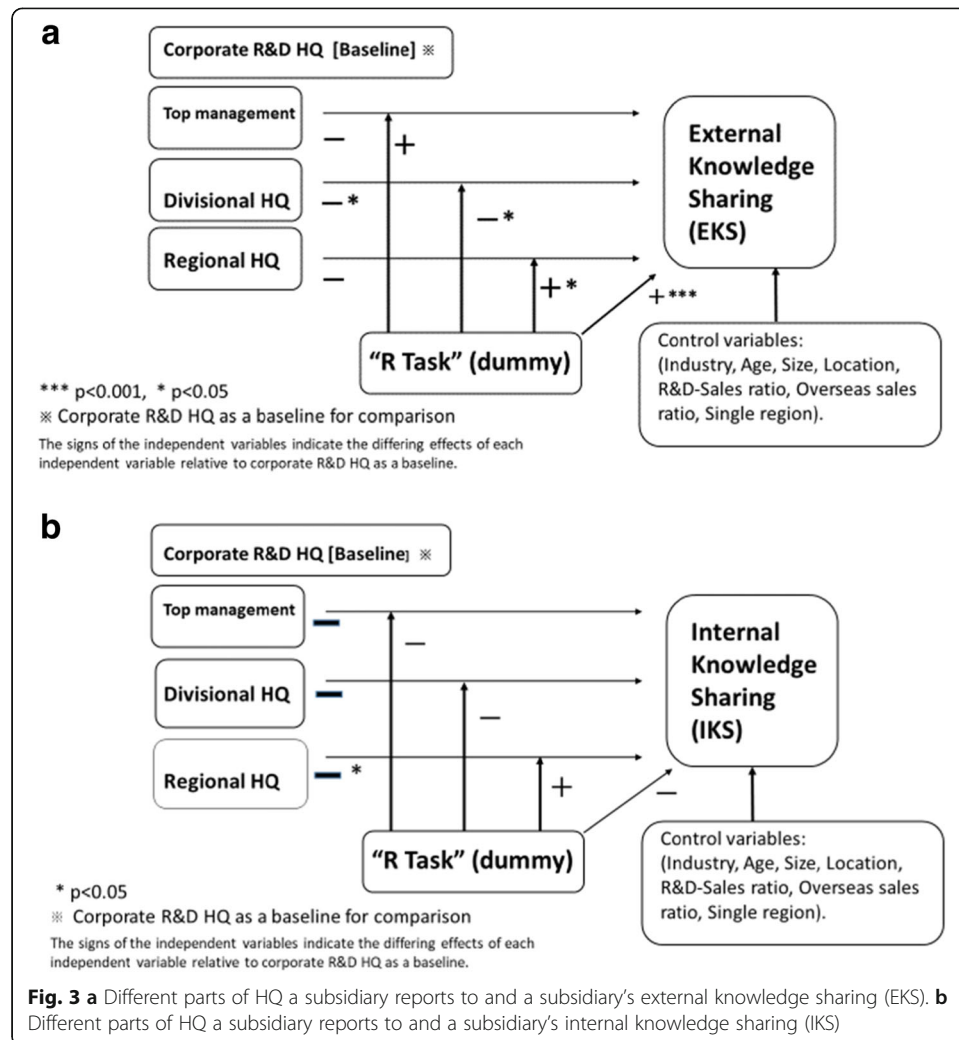 a
Corporate R&D HQ [Baseline] ※
Top management
− +
Divisional HQ
−*
−*
Regional HQ
−
+*
External
Knowledge
Sharing
(EKS)
+***
"R Task" (dummy)
Control variables:
(Industry, Age, Size, Location,
R&D-Sales ratio, Overseas sales
ratio, Single region).
*** p<0.001, * p<0.05
※ Corporate R&D HQ as a baseline for comparison
The signs of the independent variables indicate the differing effects of each
independent variable relative to corporate R&D HQ as a baseline.
b
Corporate R&D HQ [Baseline] ※
Top management
−
−
Divisional HQ
−
−
Regional HQ
− *
+
Internal
Knowledge
Sharing
(IKS)
−
"R Task" (dummy)
Control variables:
(Industry, Age, Size, Location,
R&D-Sales ratio, Overseas sales
ratio, Single region).
* p<0.05
※ Corporate R&D HQ as a baseline for comparison
The signs of the independent variables indicate the differing effects of each
independent variable relative to corporate R&D HQ as a baseline.
Fig. 3 a Different parts of HQ a subsidiary reports to and a subsidiary's external knowledge sharing (EKS). b
Different parts of HQ a subsidiary reports to and a subsidiary's internal knowledge sharing (IKS)